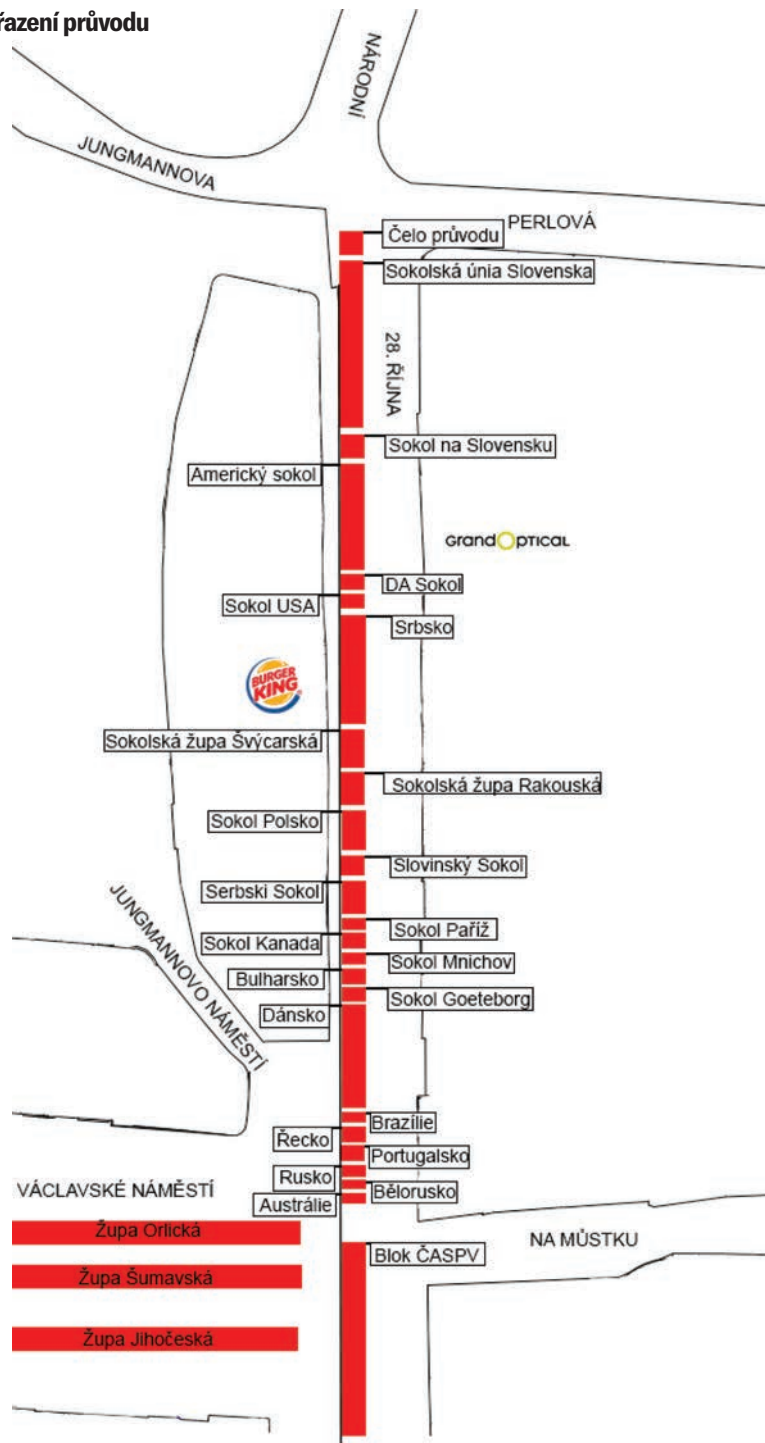 řazení průvodu
NÁRODNÍ
JUNGMANNOVA
PERLOVÁ
Čelo průvodu
Sokolská únia Slovenska
28. ŘÍJNA
Sokol na Slovensku
Americký sokol
GrandOPTICAL
DA Sokol
Sokol USA
Srbsko
BURGER
KING
Sokolská župa Švýcarská
Sokolská župa Rakouská
Sokol Polsko
Slovinský Sokol
Serbski Sokol
JUNGMANNOVO NÁMĚSTÍ
Sokol Paříž
Sokol Kanada
Sokol Mnichov
Bulharsko
Sokol Goeteborg
Dánsko
Brazílie
Řecko
Portugalsko
Rusko
Bělorusko
VÁCLAVSKÉ NÁMĚSTÍ
Austrálie
Župa Orlická
NA MŮSTKU
Blok ČASPV
Župa Šumavská
Župa Jihočeská